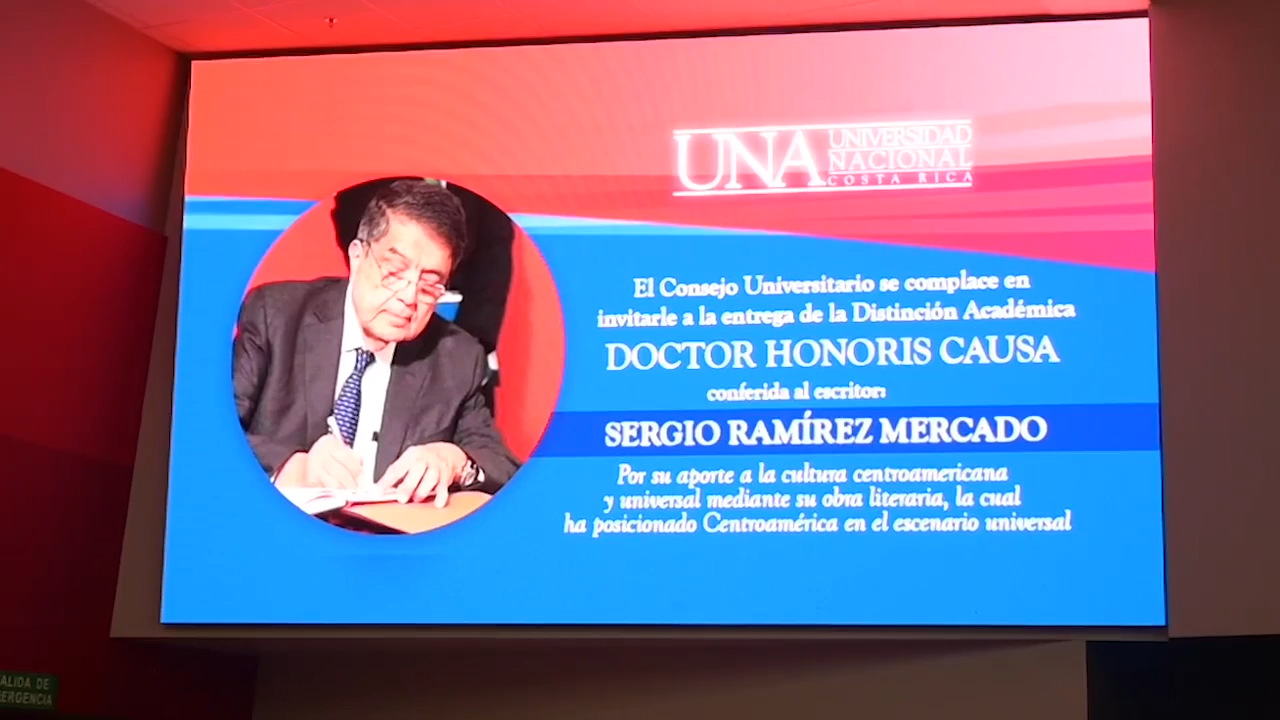 UNA
UNIVERSIDAD
NACIONAL
COSTA RICA
El Consejo Universitario se complace en
invitarle a la entrega de la Distinción Académica
DOCTOR HONORIS CAUSA
conferida al escritor:
SERGIO RAMÍREZ MERCADO
Por su aporte a la cultura centroamericana
y universal mediante su obra literaria, la cual
ha posicionado Centroamérica en el escenario universal
ALIDA DE
ERGENCIA